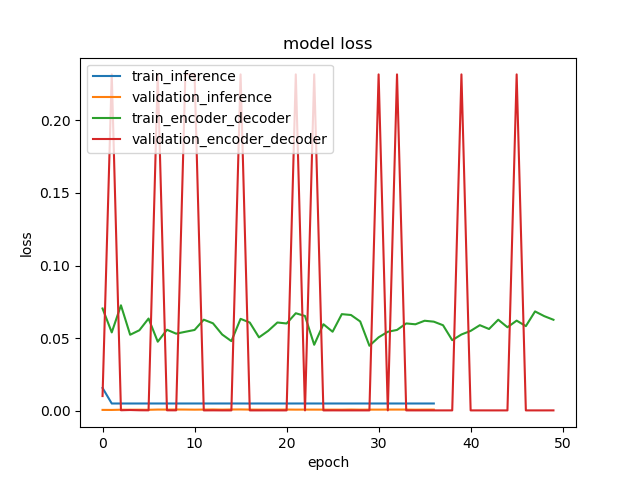 model loss
train_inference
validation_inference
train_encoder_decoder
validation_encoder_decoder
0.20
0.15
0.10
0.05
0.00
loss
0 10 20 30 40 50
epoch